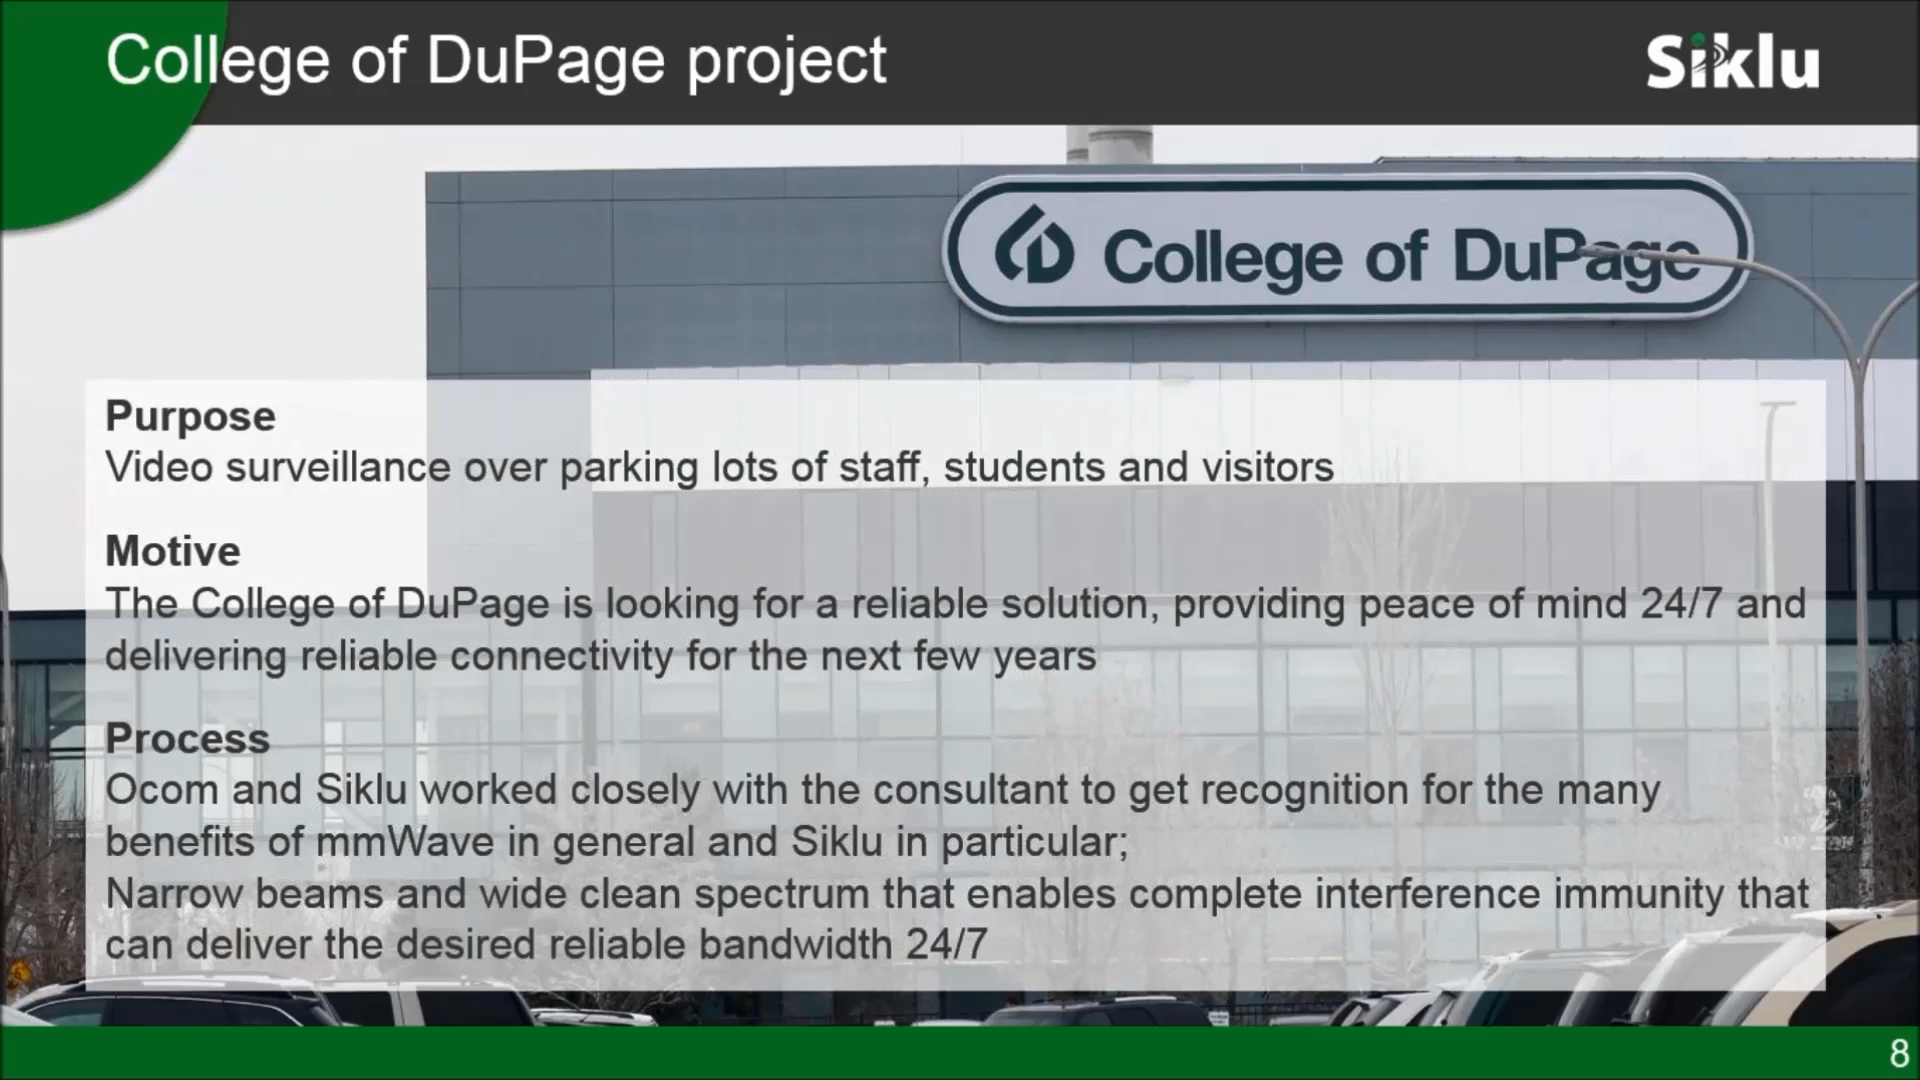 College of DuPage project
Siklu
College of DuPage
Purpose
Video surveillance over parking lots of staff, students and visitors
Motive
The College of DuPage is looking for a reliable solution, providing peace of mind 24/7 and
delivering reliable connectivity for the next few years
Process
Ocom and Siklu worked closely with the consultant to get recognition for the many
benefits of mmWave in general and Siklu in particular;
Narrow beams and wide clean spectrum that enables complete interference immunity that
can deliver the desired reliable bandwidth 24/7
8